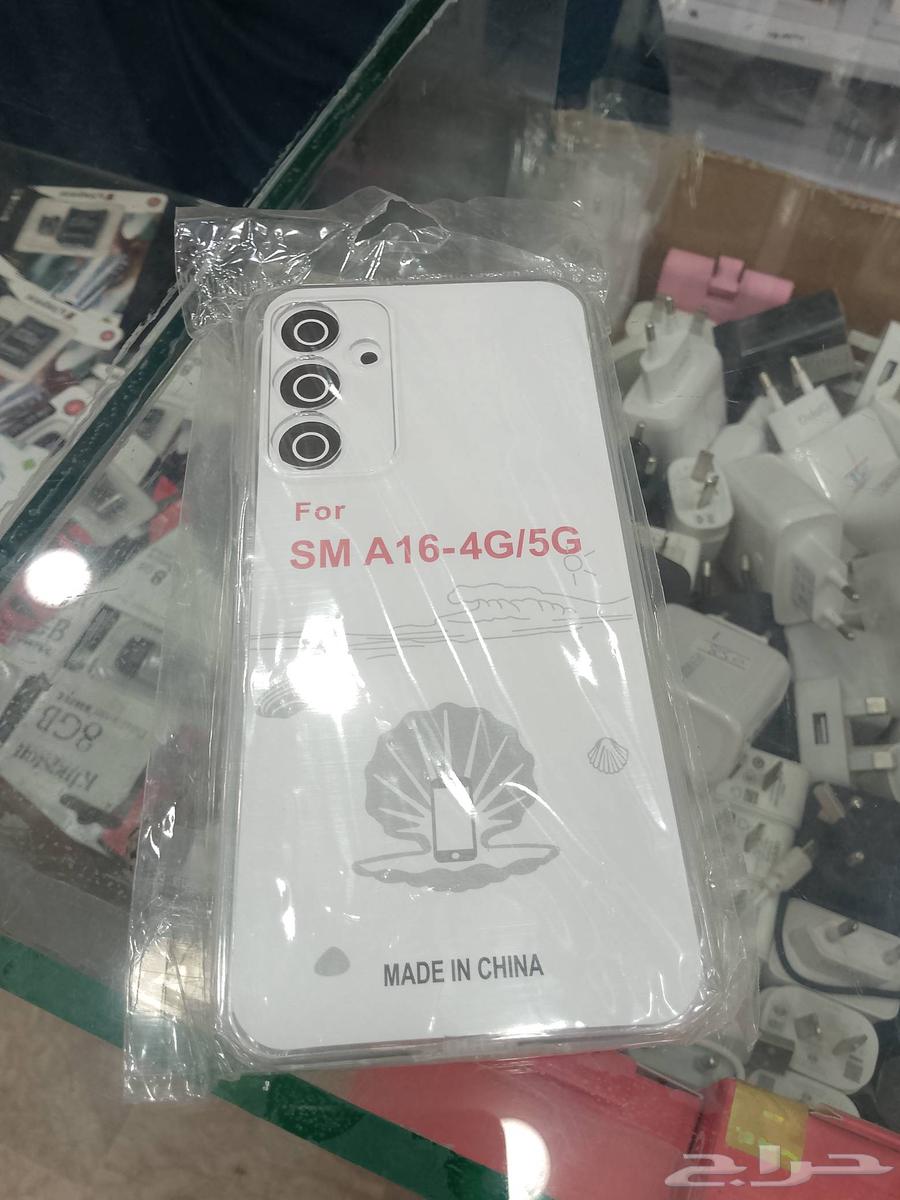 For
SM A16-4G/5G
MADE IN CHINA
8GB
Kingston
حراج